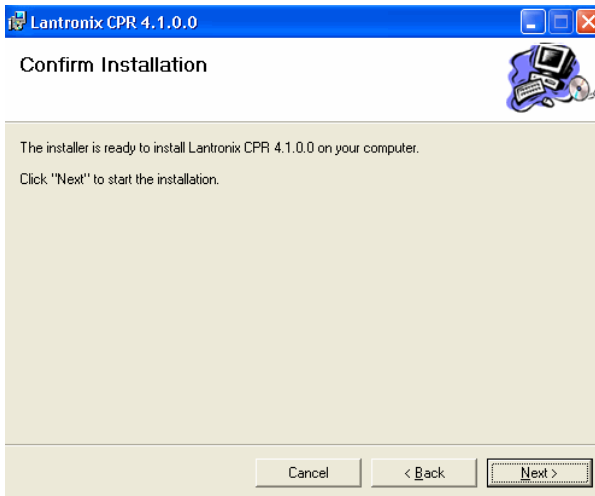 Lantronix CPR 4.1.0.0
Confirm Installation
The installer is ready to install Lantronix CPR 4.1.0.0 on your computer.
Click "Next" to start the installation.
Cancel
< Back
Next >